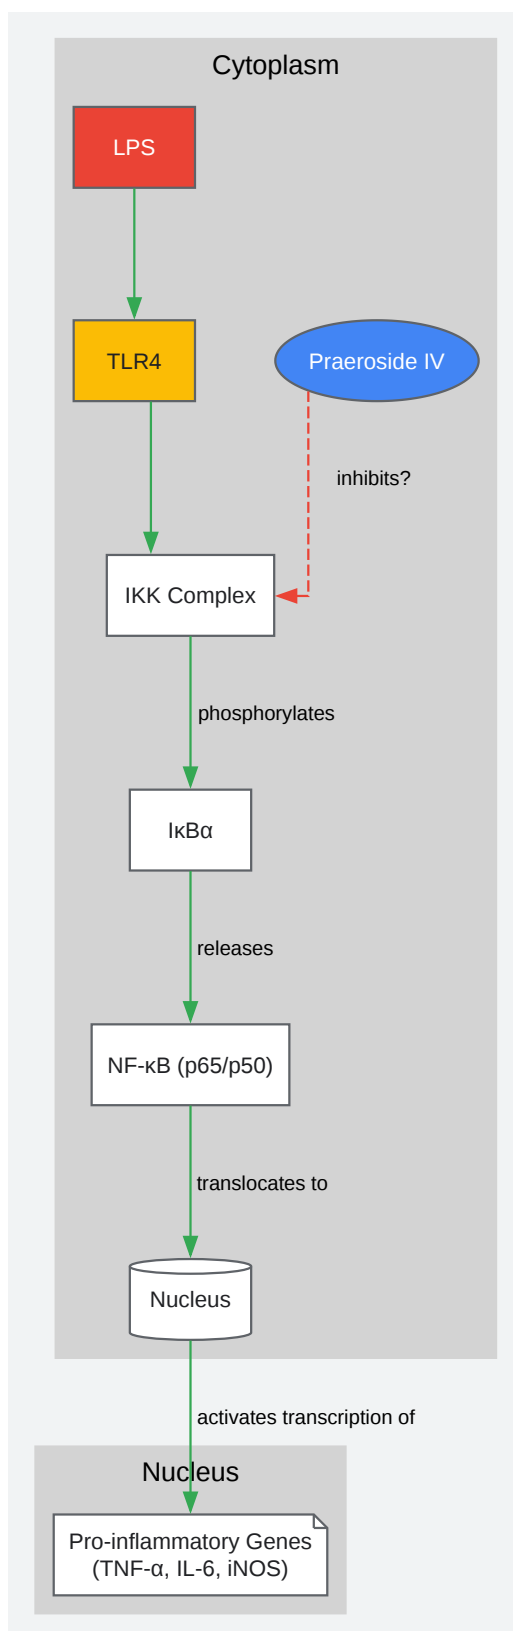 Cytoplasm
LPS
TLR4
Praeroside IV
inhibits?
IKK Complex
phosphorylates
IκBα
releases
NF-κB (p65/p50)
translocates to
Nucleus
activates transcription of
Nucleus
Pro-inflammatory Genes
(TNF-α, IL-6, iNOS)